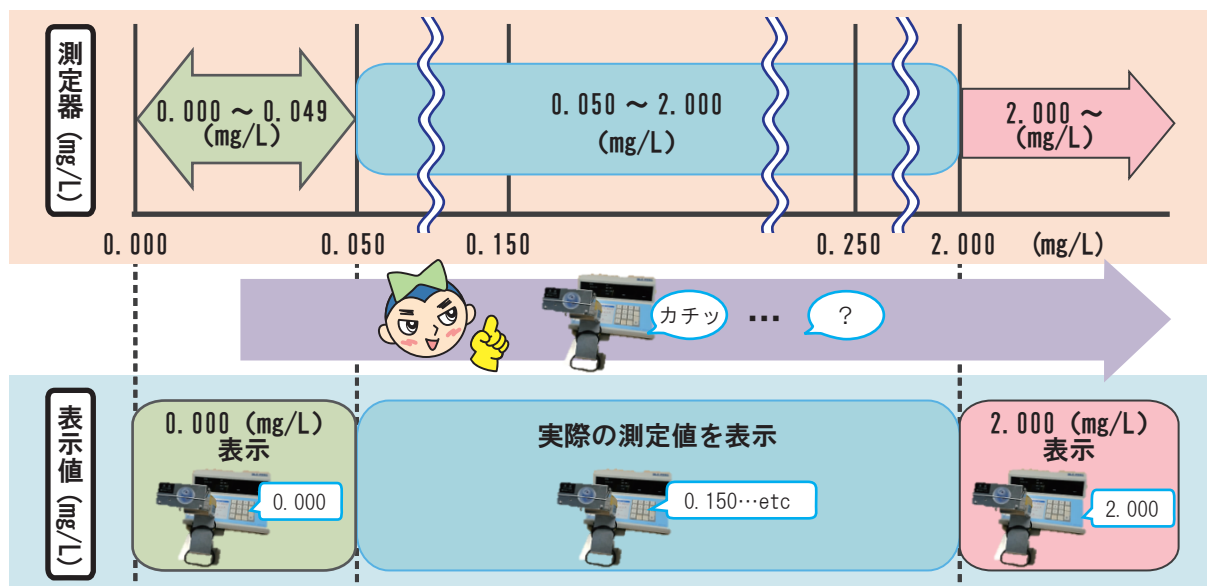 測定器(mg/L)
0.000 ～ 0.049
(mg/L)
0.050 ～ 2.000
(mg/L)
2.000 ～
(mg/L)
0.000
0.050
0.150
0.250
2.000
(mg/L)
カチッ
…
？
表示値(mg/L)
0.000 (mg/L)
表示
0.000
実際の測定値を表示
0.150…etc
2.000 (mg/L)
表示
2.000